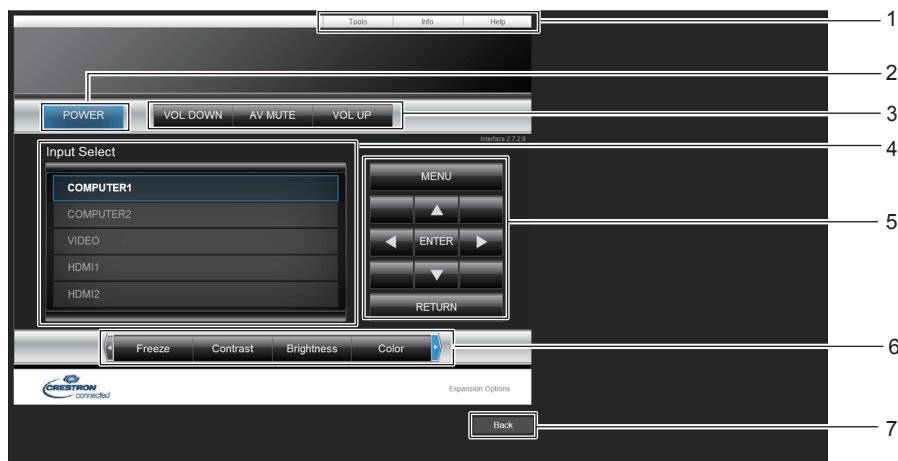 Tools Info Help 1
2
POWER VOL DOWN AV MUTE VOL UP 3
Interface 2.7.2.9
Input Select 4
MENU
COMPUTER1
COMPUTER2
5
VIDEO
ENTER
HDMI1
HDMI2
RETURN
Freeze Contrast Brightness Color 6
CRESTRON
connected
Expansion Options
Back 7